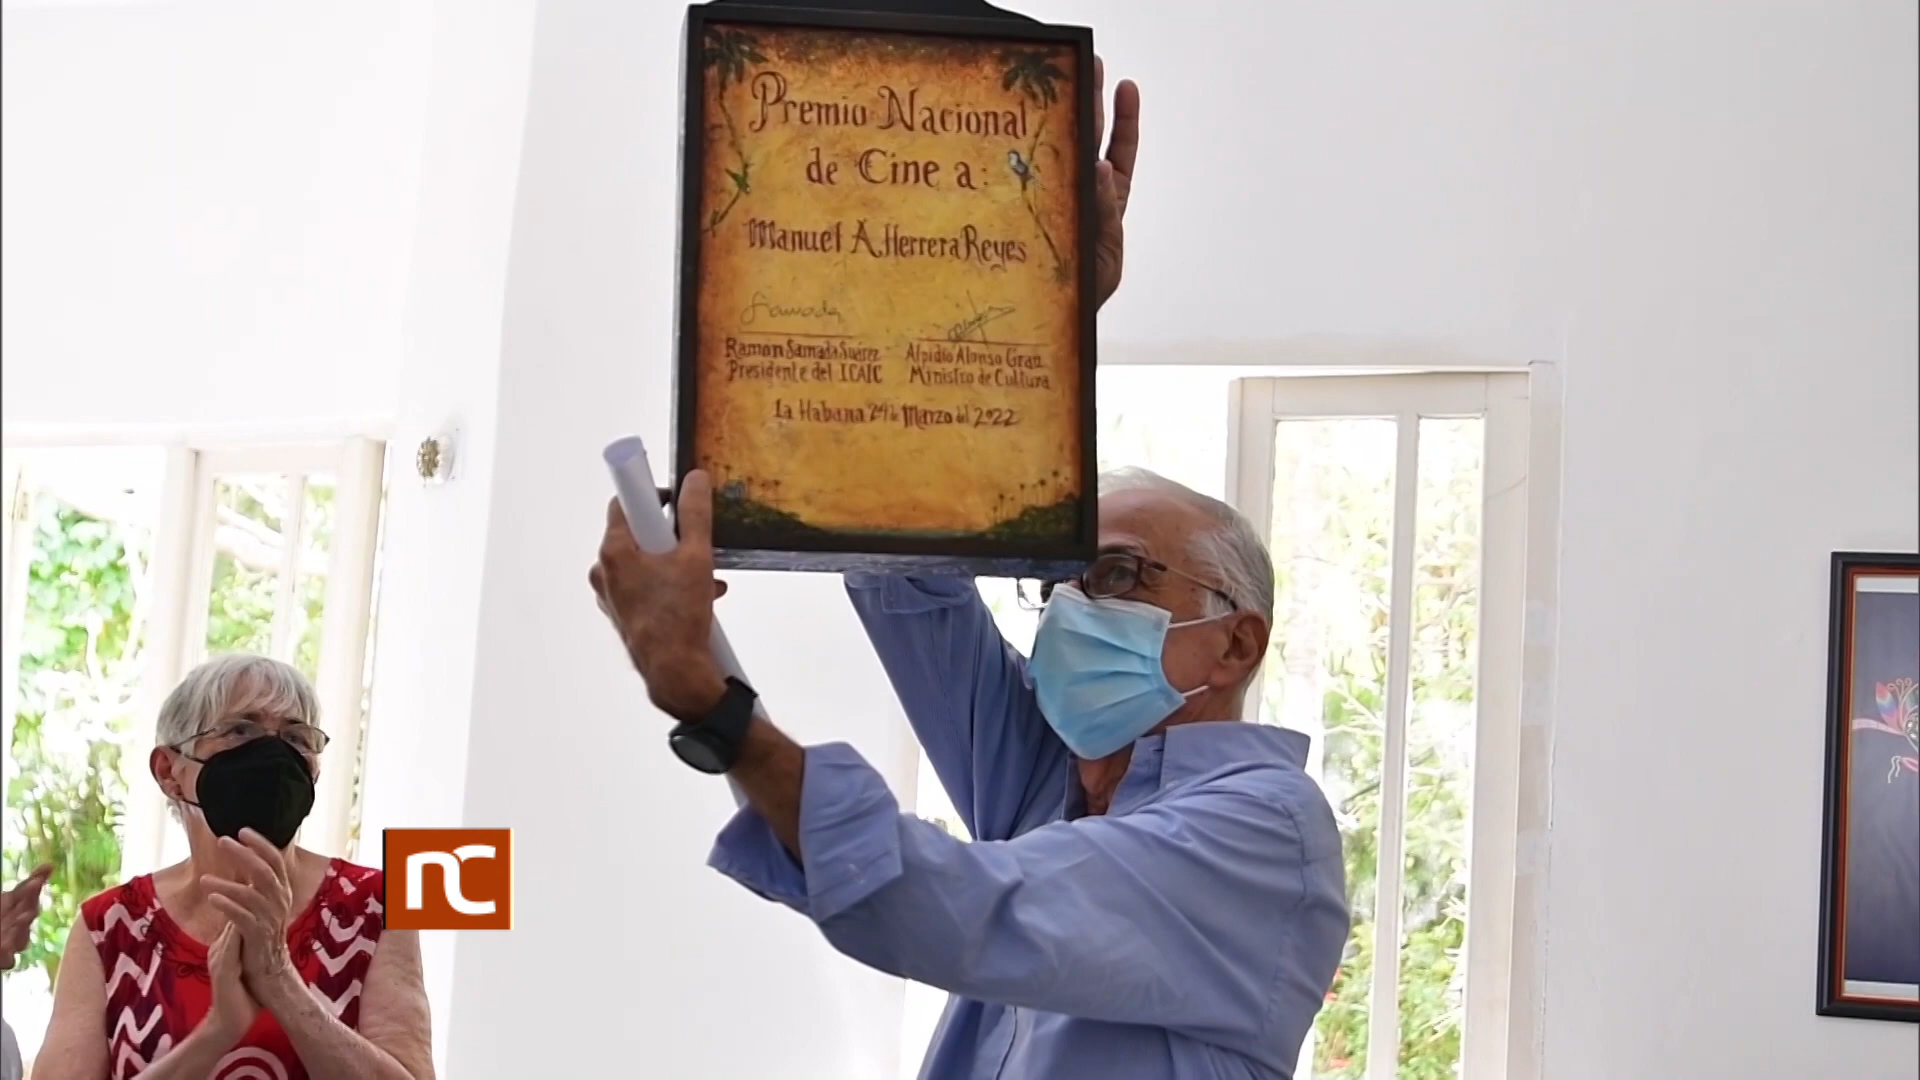 Premio Nacional
de Cine a:
Manuel A. Herrera Reyes
Ramón Samada Suárez
Presidente del ICAIC
Alpidio Alonso Grau
Ministro de Cultura
La Habana 24 de Marzo del 2022
nc